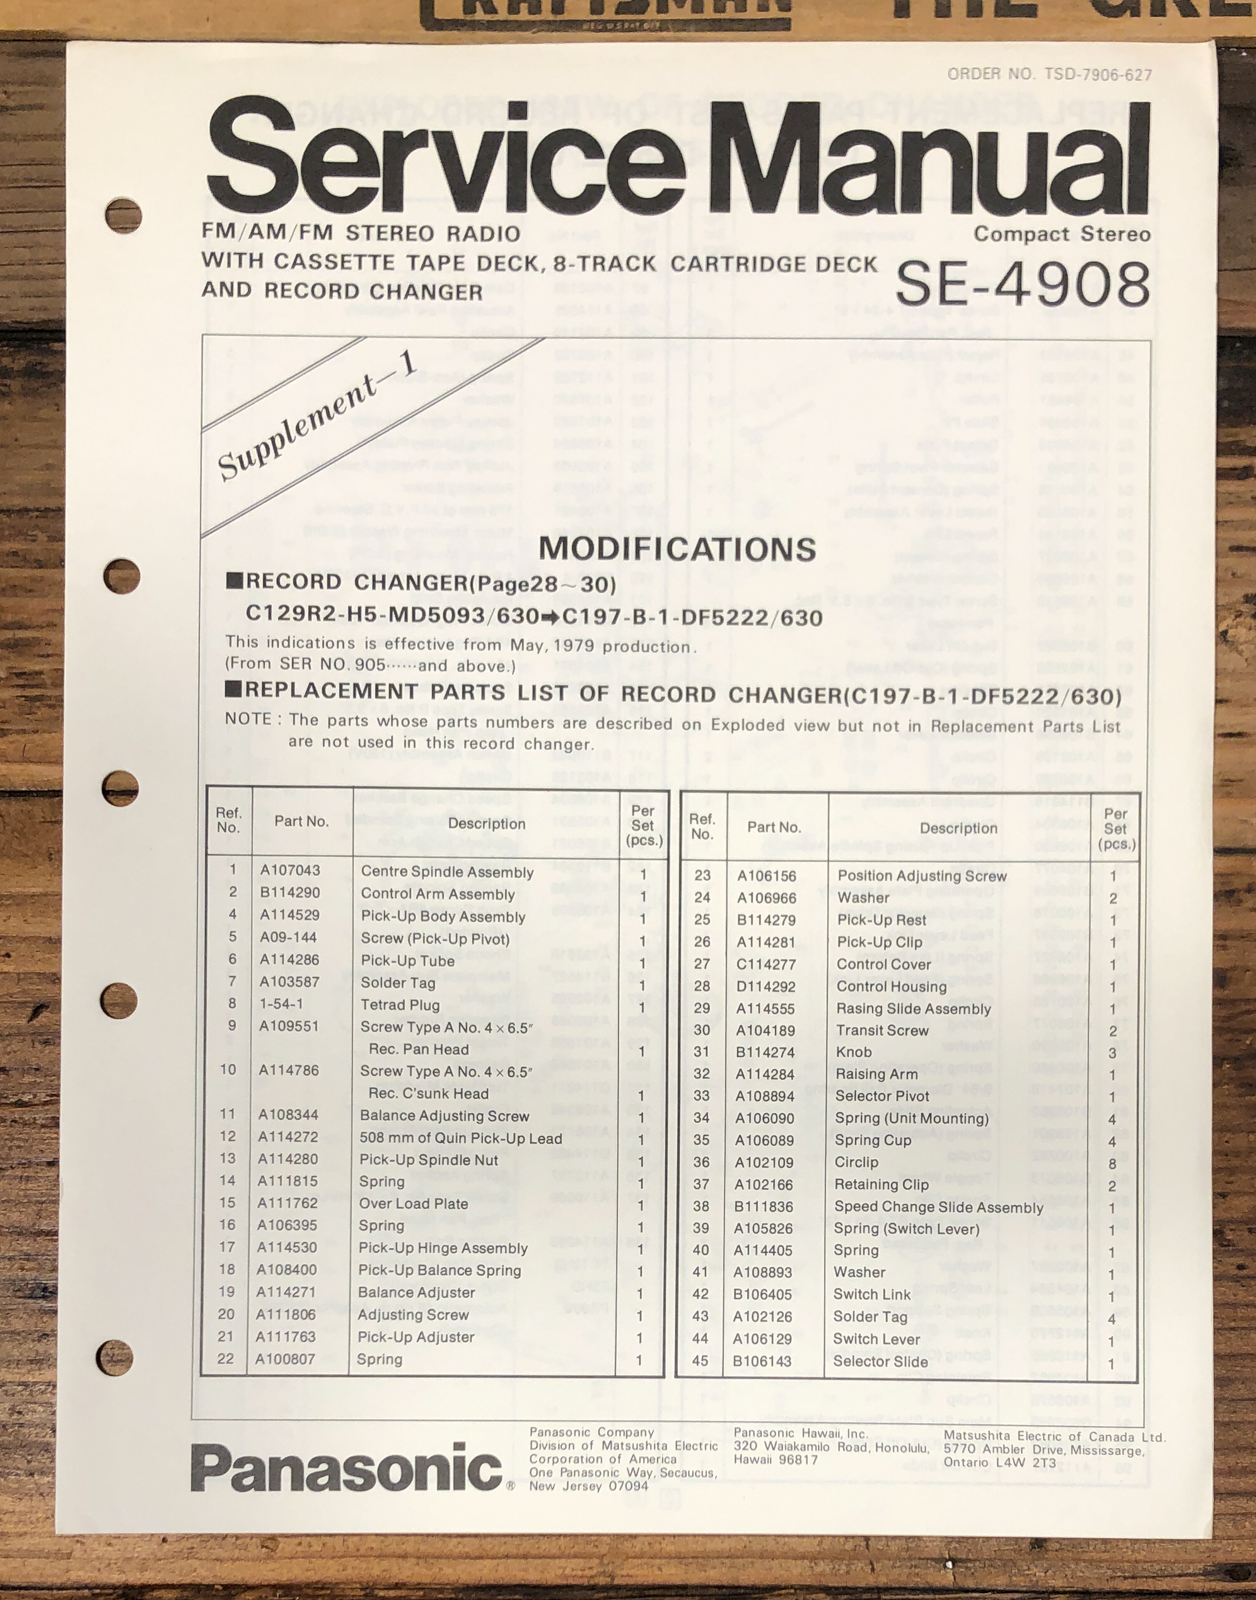 CRAFTSMAN THE GRE
ORDER NO. TSD-7906-627
Service Manual
FM/AM/FM STEREO RADIO
WITH CASSETTE TAPE DECK, 8-TRACK CARTRIDGE DECK
AND RECORD CHANGER
Compact Stereo
SE-4908
Supplement-1
MODIFICATIONS
■RECORD CHANGER(Page28~30)
C129R2-H5-MD5093/630➡C197-B-1-DF5222/630
This indications is effective from May, 1979 production.
(From SER NO. 905······and above.)
■REPLACEMENT PARTS LIST OF RECORD CHANGER(C197-B-1-DF5222/630)
NOTE : The parts whose parts numbers are described on Exploded view but not in Replacement Parts List
are not used in this record changer.
Ref. No. Part No. Description Per Set (pcs.)
1 A107043 Centre Spindle Assembly 1
2 B114290 Control Arm Assembly 1
4 A114529 Pick-Up Body Assembly 1
5 A09-144 Screw (Pick-Up Pivot) 1
6 A114286 Pick-Up Tube 1
7 A103587 Solder Tag 1
8 1-54-1 Tetrad Plug 1
9 A109551 Screw Type A No. 4 × 6.5″
Rec. Pan Head 1
10 A114786 Screw Type A No. 4 × 6.5″
Rec. C'sunk Head 1
11 A108344 Balance Adjusting Screw 1
12 A114272 508 mm of Quin Pick-Up Lead 1
13 A114280 Pick-Up Spindle Nut 1
14 A111815 Spring 1
15 A111762 Over Load Plate 1
16 A106395 Spring 1
17 A114530 Pick-Up Hinge Assembly 1
18 A108400 Pick-Up Balance Spring 1
19 A114271 Balance Adjuster 1
20 A111806 Adjusting Screw 1
21 A111763 Pick-Up Adjuster 1
22 A100807 Spring 1
Ref. No. Part No. Description Per Set (pcs.)
23 A106156 Position Adjusting Screw 1
24 A106966 Washer 2
25 B114279 Pick-Up Rest 1
26 A114281 Pick-Up Clip 1
27 C114277 Control Cover 1
28 D114292 Control Housing 1
29 A114555 Rasing Slide Assembly 1
30 A104189 Transit Screw 2
31 B114274 Knob 3
32 A114284 Raising Arm 1
33 A108894 Selector Pivot 1
34 A106090 Spring (Unit Mounting) 4
35 A106089 Spring Cup 4
36 A102109 Circlip 8
37 A102166 Retaining Clip 2
38 B111836 Speed Change Slide Assembly 1
39 A105826 Spring (Switch Lever) 1
40 A114405 Spring 1
41 A108893 Washer 1
42 B106405 Switch Link 1
43 A102126 Solder Tag 4
44 A106129 Switch Lever 1
45 B106143 Selector Slide 1
Panasonic®
Panasonic Company
Division of Matsushita Electric
Corporation of America
One Panasonic Way, Secaucus,
New Jersey 07094
Panasonic Hawaii, Inc.
320 Waiakamilo Road, Honolulu,
Hawaii 96817
Matsushita Electric of Canada Ltd.
5770 Ambler Drive, Mississarge,
Ontario L4W 2T3